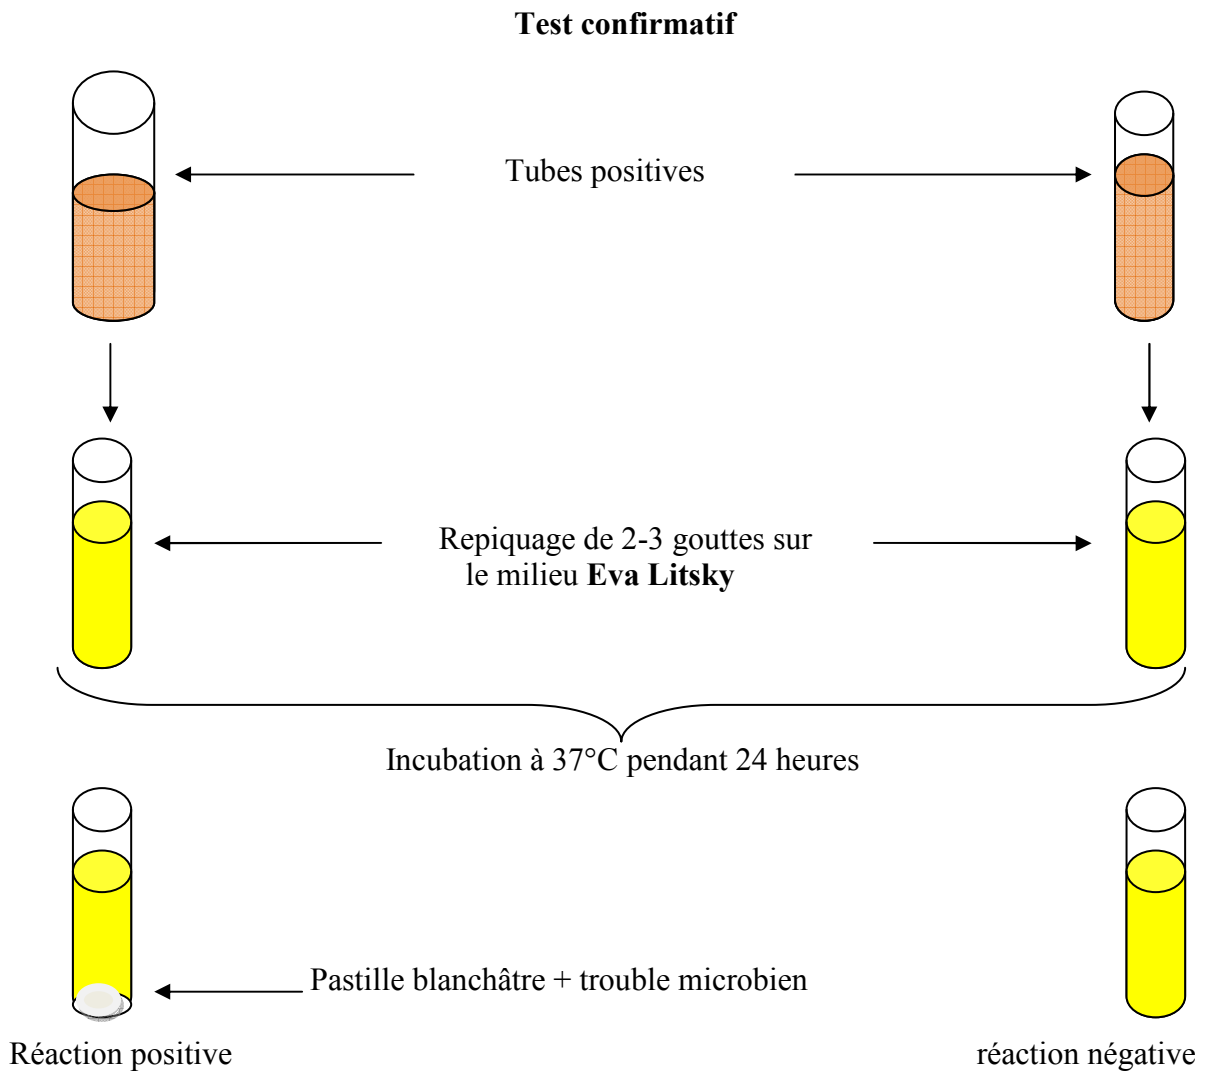 Test confirmatif
Tubes positives
Repiquage de 2-3 gouttes sur
le milieu Eva Litsky
Incubation à 37°C pendant 24 heures
Pastille blanchâtre + trouble microbien
Réaction positive
réaction négative